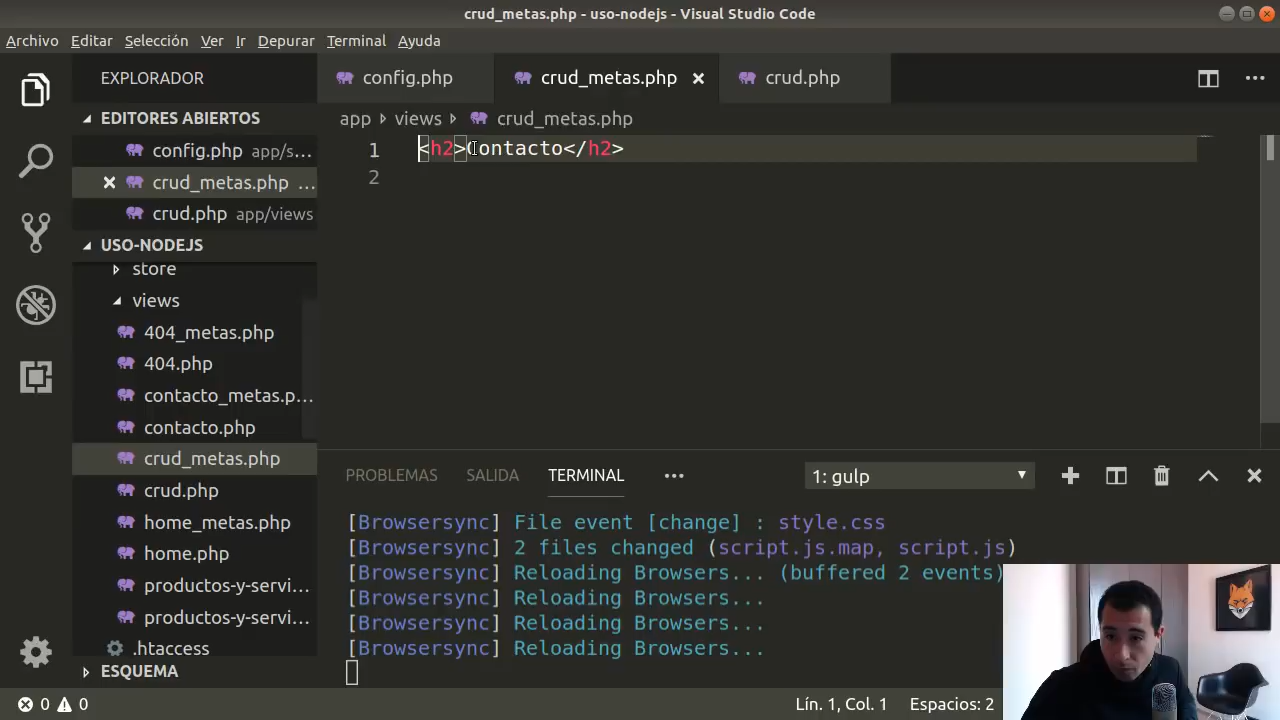 crud_metas.php - uso-nodejs - Visual Studio Code
Archivo Editar Selección Ver Ir Depurar Terminal Ayuda
EXPLORADOR
EDITORES ABIERTOS
config.php app/s...
crud_metas.php ...
crud.php app/views
USO-NODEJS
store
views
404_metas.php
404.php
contacto_metas.p...
contacto.php
crud_metas.php
crud.php
home_metas.php
home.php
productos-y-servi...
productos-y-servi...
.htaccess
ESQUEMA
config.php crud_metas.php crud.php
app views crud_metas.php
1 <h2>Contacto</h2>
2
PROBLEMAS SALIDA TERMINAL ... 1: gulp
[Browsersync] File event [change] : style.css
[Browsersync] 2 files changed (script.js.map, script.js)
[Browsersync] Reloading Browsers... (buffered 2 events)
[Browsersync] Reloading Browsers...
[Browsersync] Reloading Browsers...
[Browsersync] Reloading Browsers...
0 0 Lín. 1, Col. 1 Espacios: 2